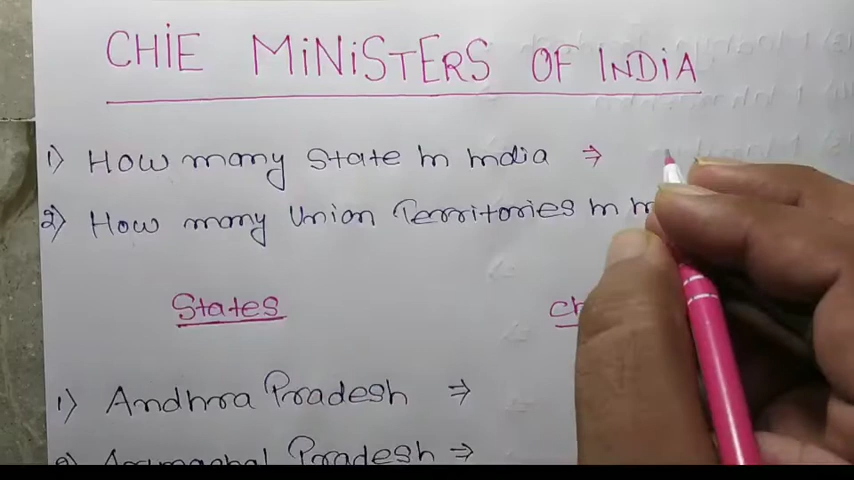 CHIE MINISTERS OF INDIA
1) How many State in india ⇒
2) How many Union Territories in
States
1) Andhra Pradesh ⇒
Pradesh ⇒